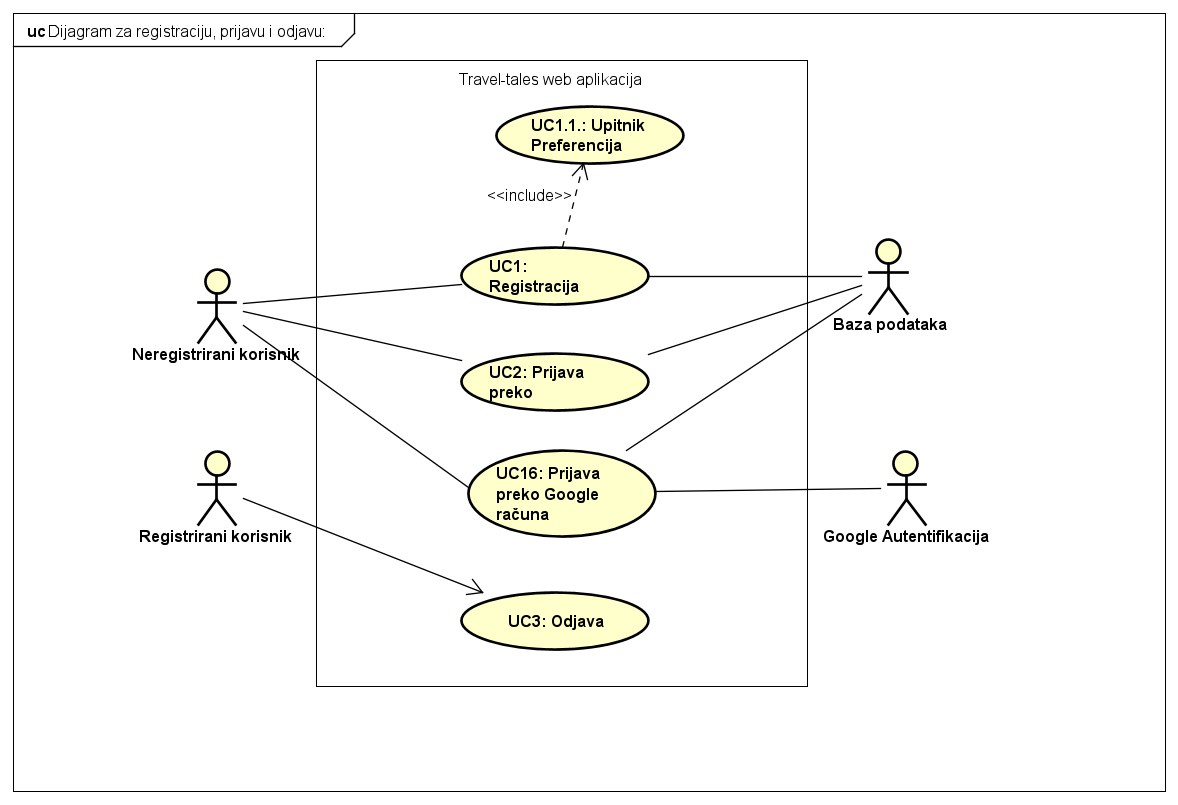 uc Dijagram za registraciju, prijavu i odjavu:
Travel-tales web aplikacija
UC1.1.: Upitnik
Preferencija
<<include>>
UC1:
Registracija
Baza podataka
Neregistrirani korisnik
UC2: Prijava
preko
UC16: Prijava
preko Google
računa
Registrirani korisnik
Google Autentifikacija
UC3: Odjava